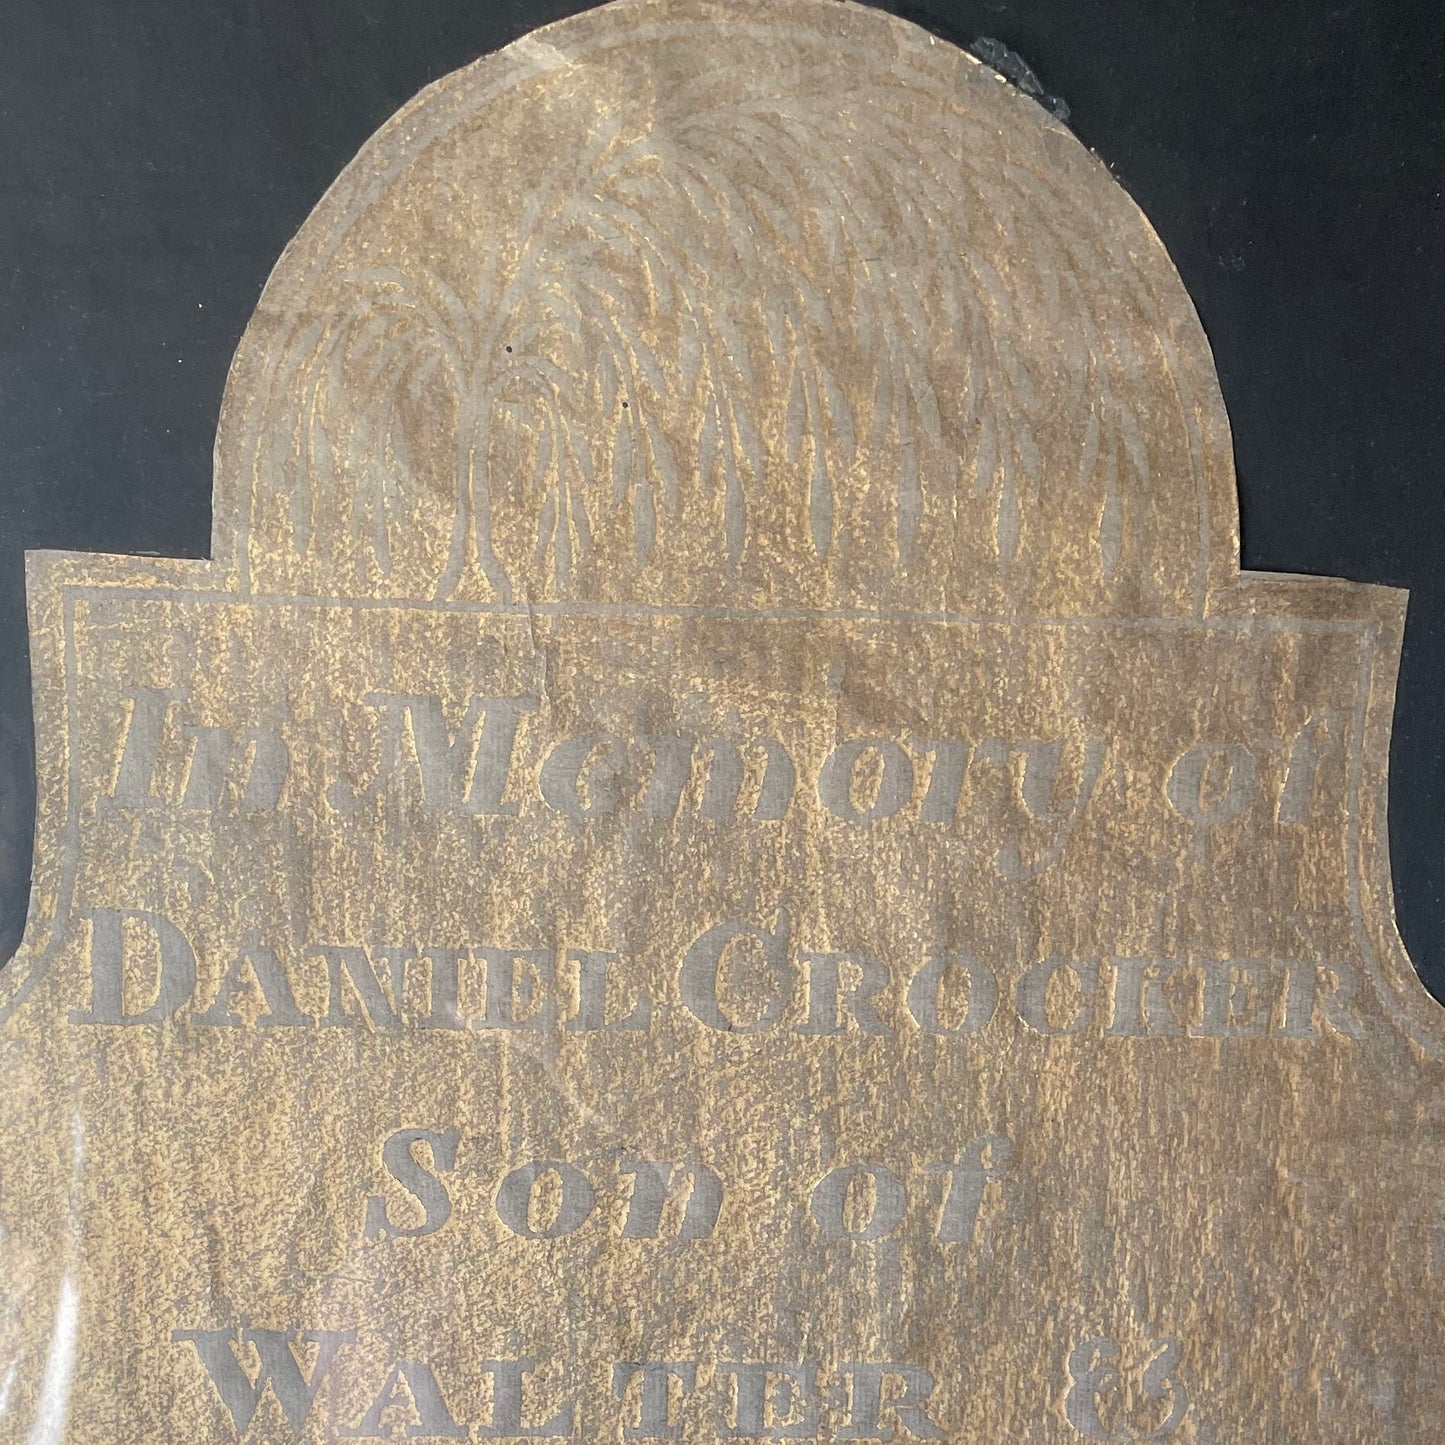 In Memory of
DANIEL CROCKER
Son of
WALTER &